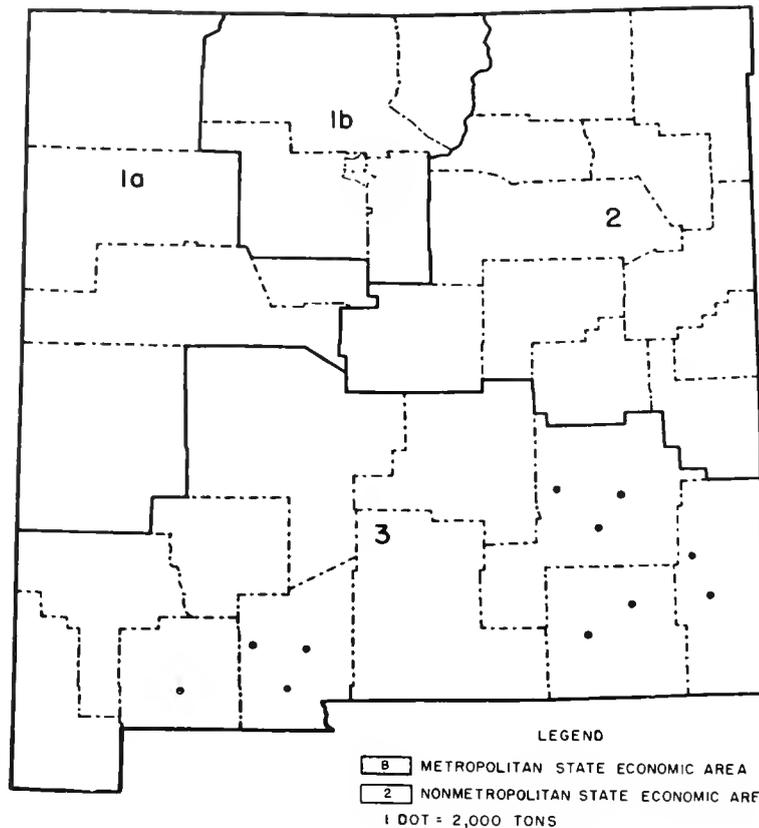 1b
1a
2
3
LEGEND
B METROPOLITAN STATE ECONOMIC AREA
2 NONMETROPOLITAN STATE ECONOMIC ARE
1 DOT = 2,000 TONS